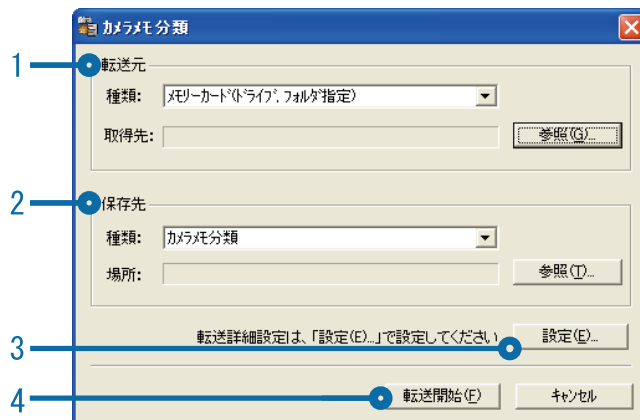 カメラメモ分類
1
転送元
種類: メモリーカード(ドライブ, フォルダ指定)
取得先: 参照(G)...
2
保存先
種類: カメラメモ分類
場所: 参照(T)...
転送詳細設定は、「設定(E)...」で設定してください 設定(E)...
3
4
転送開始(F) キャンセル